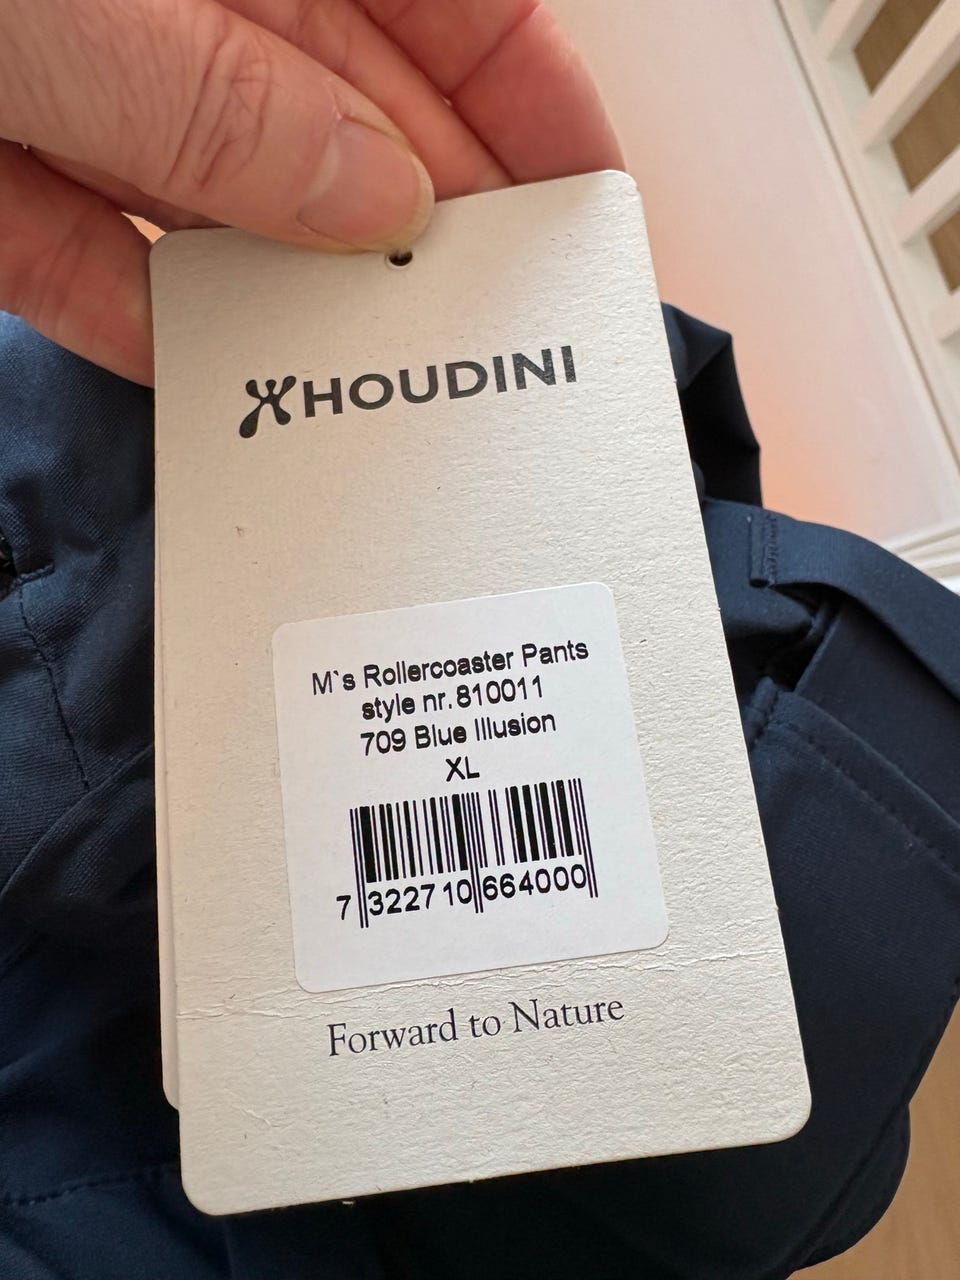 HOUDINI
M`s Rollercoaster Pants
style nr. 810011
709 Blue Illusion
XL
7 322710 664000
Forward to Nature